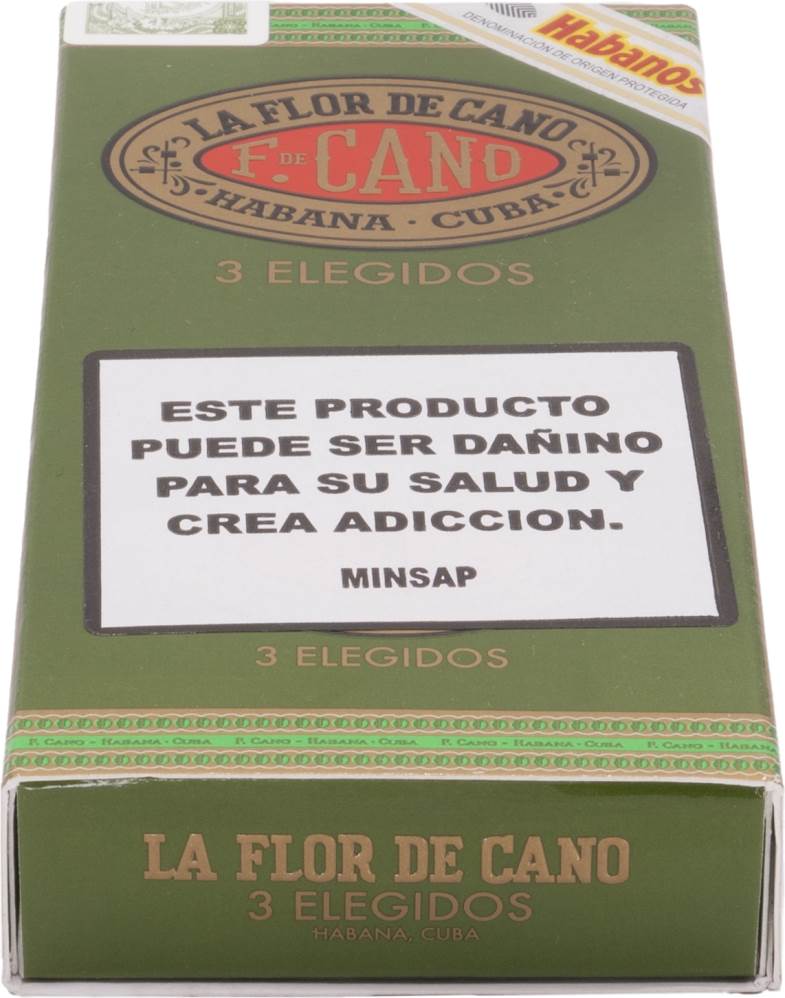 Habanos
DENOMINACIÓN DE ORIGEN PROTEGIDA
LA FLOR DE CANO
F. DE CANO
HABANA · CUBA
3 ELEGIDOS
ESTE PRODUCTO
PUEDE SER DAÑINO
PARA SU SALUD Y
CREA ADICCION.
MINSAP
3 ELEGIDOS
F. CANO - HABANA · CUBA F. CANO - HABANA · CUBA F. CANO - HABANA · CUBA F. CANO - HABANA
LA FLOR DE CANO
3 ELEGIDOS
HABANA, CUBA